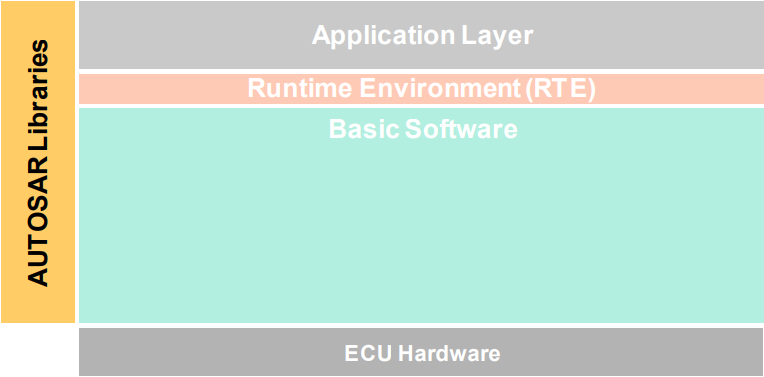 AUTOSAR Libraries
Application Layer
Runtime Environment (RTE)
Basic Software
ECU Hardware